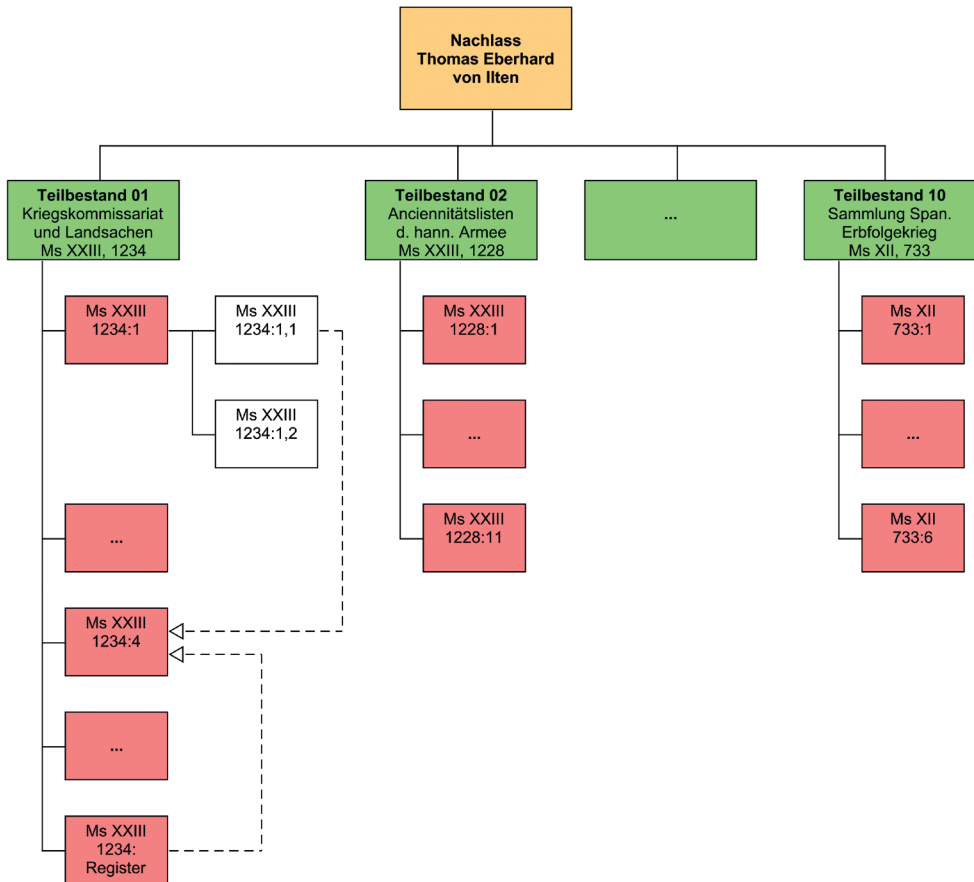 Nachlass
Thomas Eberhard
von Ilten
Teilbestand 01
Kriegskommissariat
und Landsachen
Ms XXIII, 1234
Teilbestand 02
Anciennitätslisten
d. hann. Armee
Ms XXIII, 1228
...
Teilbestand 10
Sammlung Span.
Erbfolgekrieg
Ms XII, 733
Ms XXIII
1234:1
Ms XXIII
1234:1,1
Ms XXIII
1234:1,2
...
Ms XXIII
1234:4
...
Ms XXIII
1234:
Register
Ms XXIII
1228:1
...
Ms XXIII
1228:11
Ms XII
733:1
...
Ms XII
733:6